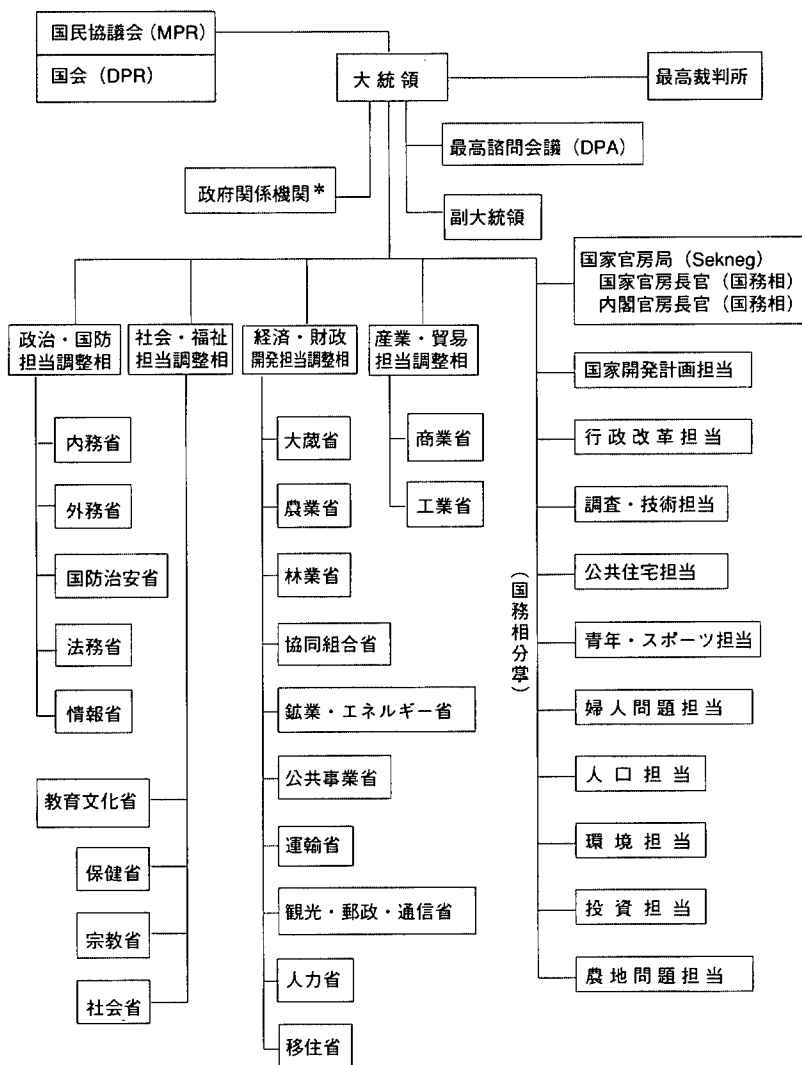 国民協議会 (MPR)
国会 (DPR)
大統領
最高裁判所
最高諮問会議 (DPA)
政府関係機関*
副大統領
国家官房局 (Sekneg)
国家官房長官 (国務相)
内閣官房長官 (国務相)
政治・国防
担当調整相
社会・福祉
担当調整相
経済・財政
開発担当調整相
産業・貿易
担当調整相
内務省
外務省
国防治安省
法務省
情報省
教育文化省
保健省
宗教省
社会省
大蔵省
農業省
林業省
協同組合省
鉱業・エネルギー省
公共事業省
運輸省
観光・郵政・通信省
人力省
移住省
商業省
工業省
(国務相分掌)
国家開発計画担当
行政改革担当
調査・技術担当
公共住宅担当
青年・スポーツ担当
婦人問題担当
人口担当
環境担当
投資担当
農地問題担当